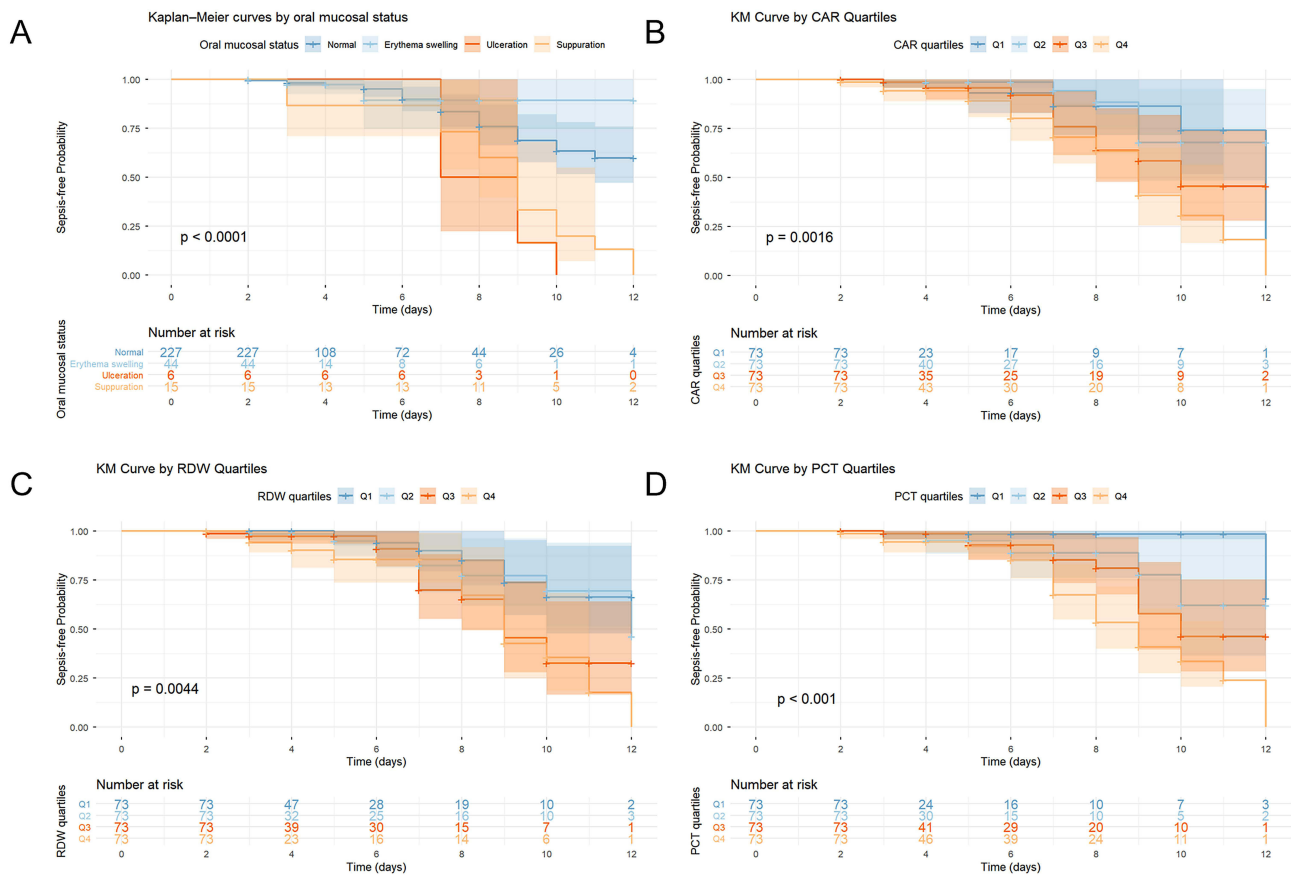 A
Kaplan–Meier curves by oral mucosal status
Oral mucosal status Normal Erythema swelling Ulceration Suppuration
Sepsis-free Probability
1.00
0.75
0.50
0.25
0.00
p < 0.0001
0 2 4 6 8 10 12
Time (days)
Number at risk
Oral mucosal status
Normal 227 227 108 72 44 26 4
Erythema swelling 44 44 14 8 6 1 1
Ulceration 6 6 6 6 3 1 0
Suppuration 15 15 13 13 11 5 2
0 2 4 6 8 10 12
Time (days)
B
KM Curve by CAR Quartiles
CAR quartiles Q1 Q2 Q3 Q4
Sepsis-free Probability
1.00
0.75
0.50
0.25
0.00
p = 0.0016
0 2 4 6 8 10 12
Time (days)
Number at risk
CAR quartiles
Q1 73 73 23 17 9 7 1
Q2 73 73 40 27 16 9 3
Q3 73 73 35 25 19 9 2
Q4 73 73 43 30 20 8 1
0 2 4 6 8 10 12
Time (days)
C
KM Curve by RDW Quartiles
RDW quartiles Q1 Q2 Q3 Q4
Sepsis-free Probability
1.00
0.75
0.50
0.25
0.00
p = 0.0044
0 2 4 6 8 10 12
Time (days)
Number at risk
RDW quartiles
Q1 73 73 47 28 19 10 2
Q2 73 73 32 25 16 10 3
Q3 73 73 39 30 15 7 1
Q4 73 73 23 16 14 6 1
0 2 4 6 8 10 12
Time (days)
D
KM Curve by PCT Quartiles
PCT quartiles Q1 Q2 Q3 Q4
Sepsis-free Probability
1.00
0.75
0.50
0.25
0.00
p < 0.001
0 2 4 6 8 10 12
Time (days)
Number at risk
PCT quartiles
Q1 73 73 24 16 10 7 3
Q2 73 73 30 15 10 5 2
Q3 73 73 41 29 20 10 1
Q4 73 73 46 39 24 11 1
0 2 4 6 8 10 12
Time (days)